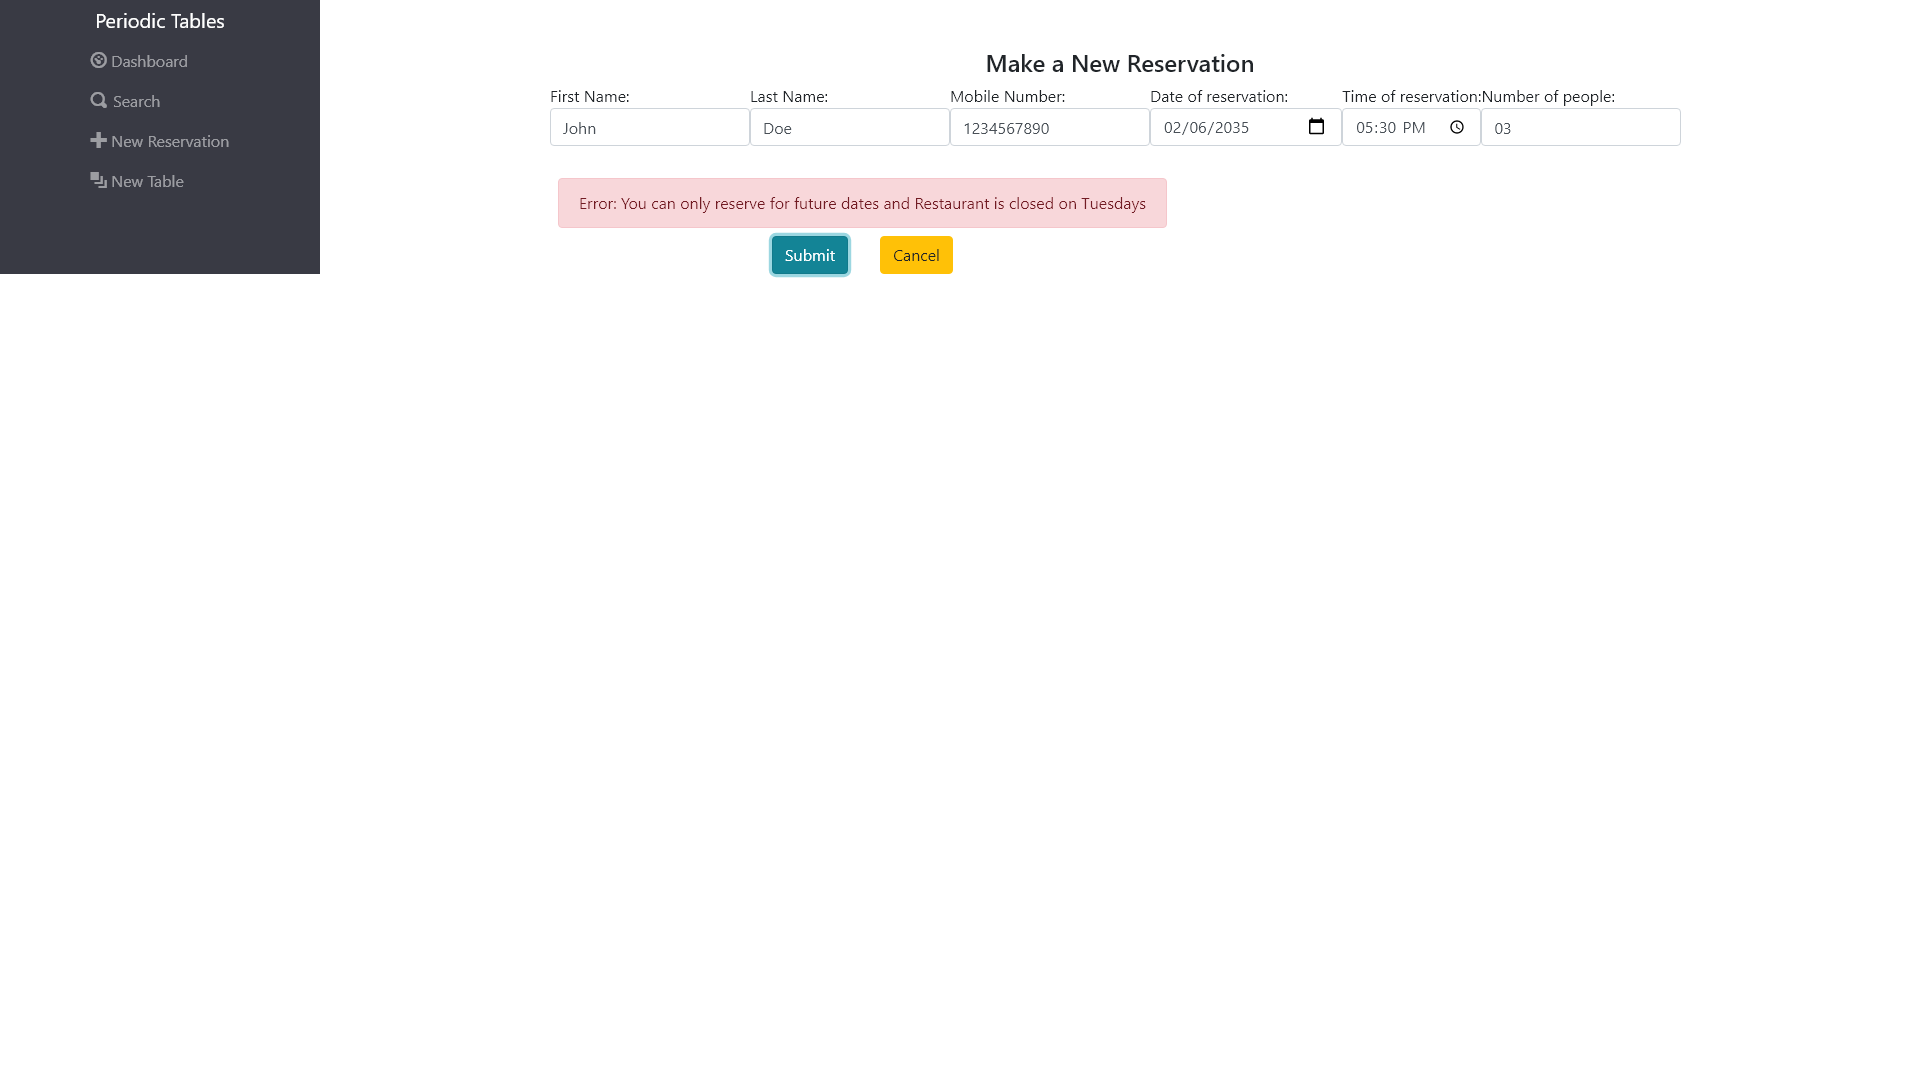 Periodic Tables
Dashboard
Search
New Reservation
New Table
Make a New Reservation
First Name: Last Name: Mobile Number: Date of reservation: Time of reservation: Number of people:
John Doe 1234567890 02/06/2035 05:30 PM 03
Error: You can only reserve for future dates and Restaurant is closed on Tuesdays
Submit Cancel